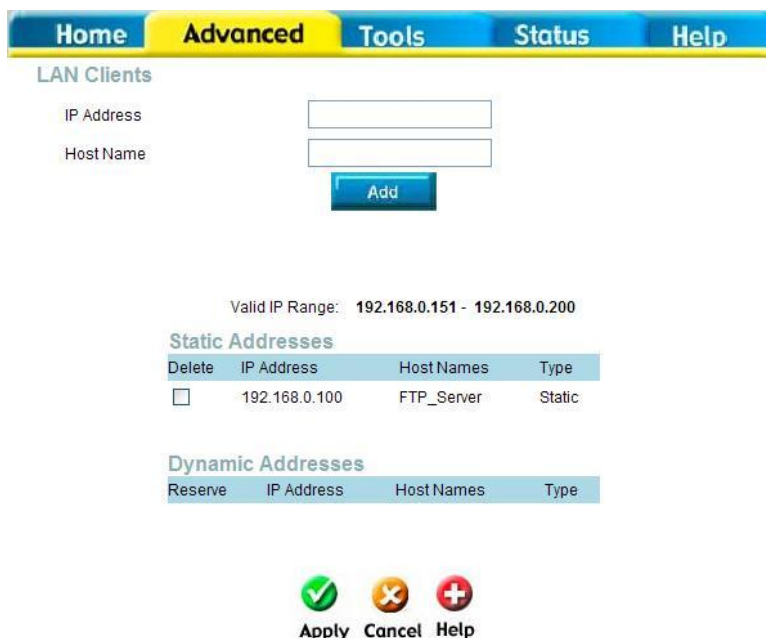 Home Advanced Tools Status Help
LAN Clients
IP Address
Host Name
Add
Valid IP Range: 192.168.0.151 - 192.168.0.200
Static Addresses
Delete IP Address Host Names Type
192.168.0.100 FTP_Server Static
Dynamic Addresses
Reserve IP Address Host Names Type
Apply Cancel Help